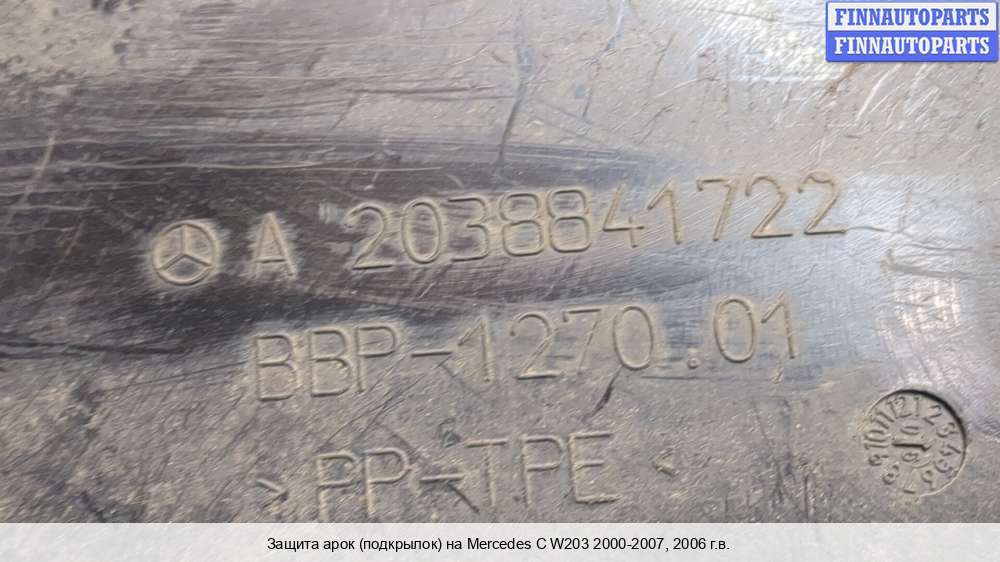 FINNAUTOPARTS
FINNAUTOPARTS
A 2038841722
BBP-1270.01
> PP-TPE <
Защита арок (подкрылок) на Mercedes C W203 2000-2007, 2006 г.в.